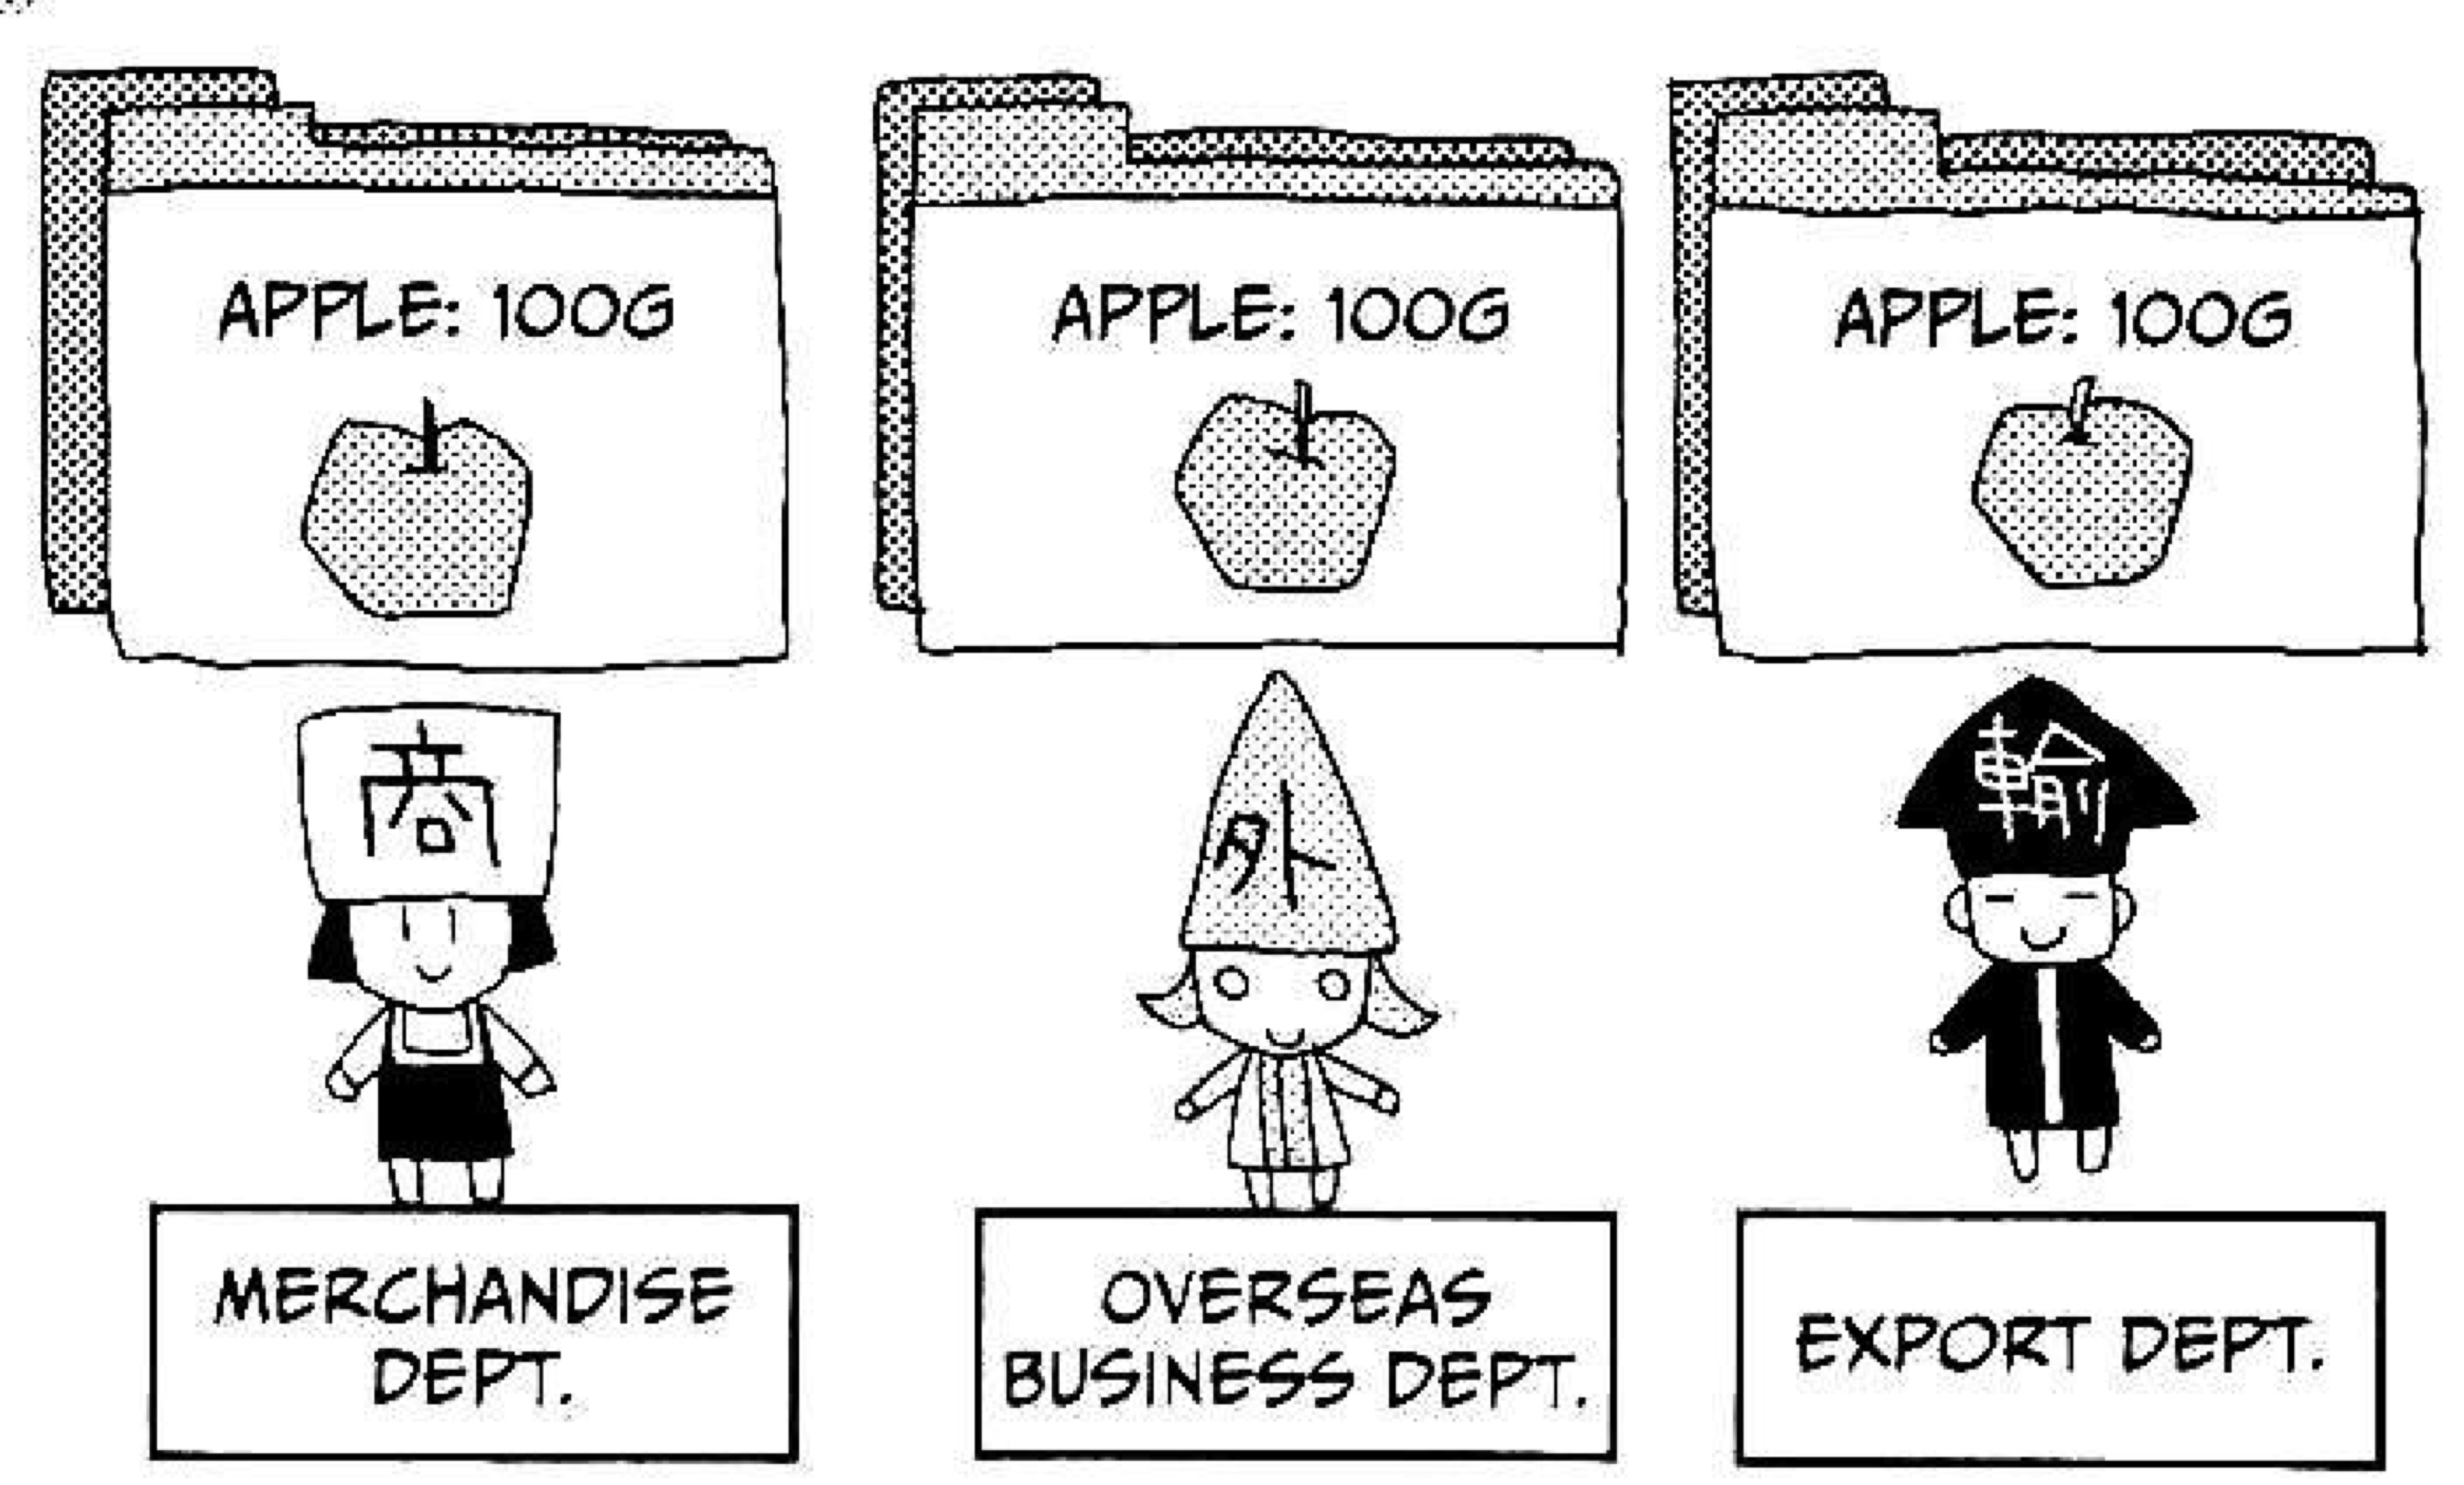 APPLE: 100G
APPLE: 100G
APPLE: 100G
商
外
輸
MERCHANDISE
DEPT.
OVERSEAS
BUSINESS DEPT.
EXPORT DEPT.